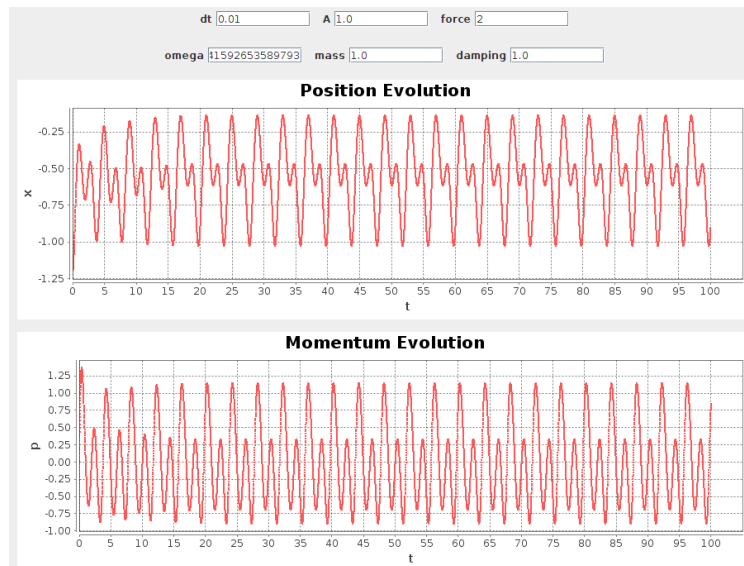 dt 0.01 A 1.0 force 2
omega 41592653589793 mass 1.0 damping 1.0
Position Evolution
-0.25
-0.50
-0.75
-1.00
-1.25
x
0 5 10 15 20 25 30 35 40 45 50 55 60 65 70 75 80 85 90 95 100
t
Momentum Evolution
1.25
1.00
0.75
0.50
0.25
0.00
-0.25
-0.50
-0.75
-1.00
p
0 5 10 15 20 25 30 35 40 45 50 55 60 65 70 75 80 85 90 95 100
t